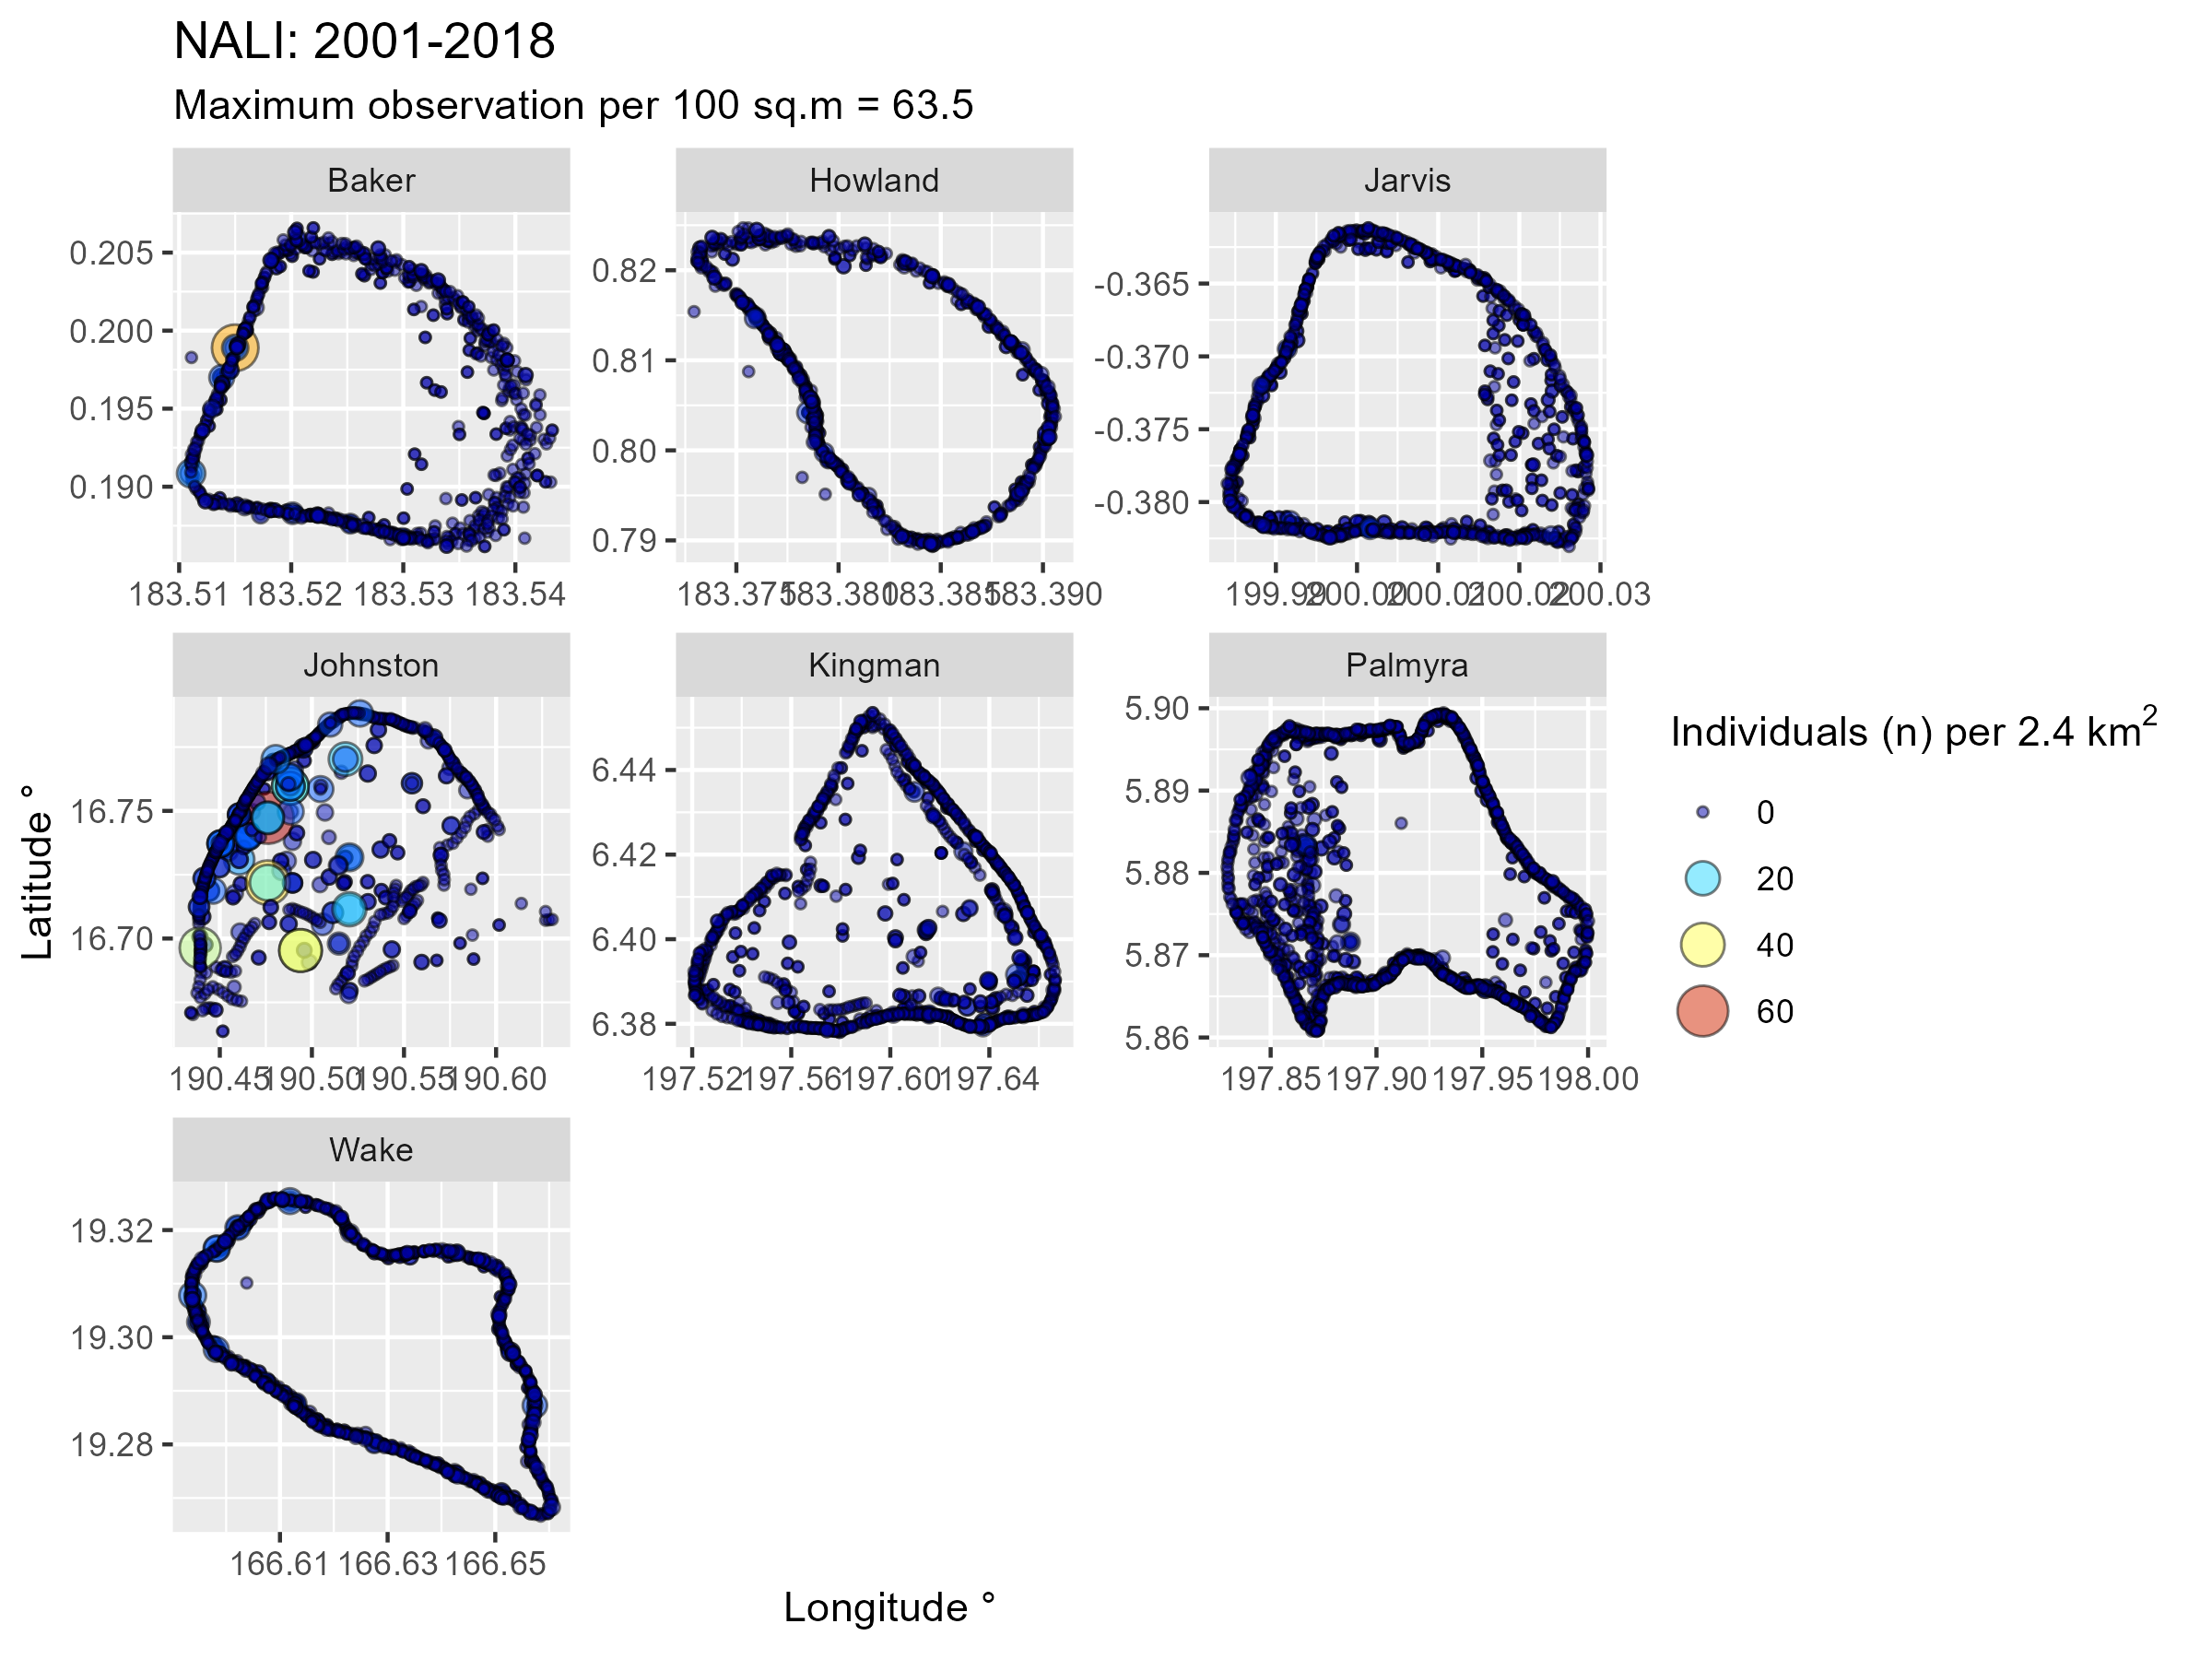 NALI: 2001-2018
Maximum observation per 100 sq.m = 63.5
Baker
Howland
Jarvis
0.205
0.200
0.195
0.190
183.51 183.52 183.53 183.54
0.82
0.81
0.80
0.79
183.375 183.380 183.385 183.390
-0.365
-0.370
-0.375
-0.380
199.99 200.00 200.01 200.02 200.03
Johnston
Kingman
Palmyra
16.75
16.70
190.45 190.50 190.55 190.60
6.44
6.42
6.40
6.38
197.52 197.56 197.60 197.64
5.90
5.89
5.88
5.87
5.86
197.85 197.90 197.95 198.00
Wake
19.32
19.30
19.28
166.61 166.63 166.65
Latitude °
Longitude °
Individuals (n) per 2.4 km²
0
20
40
60